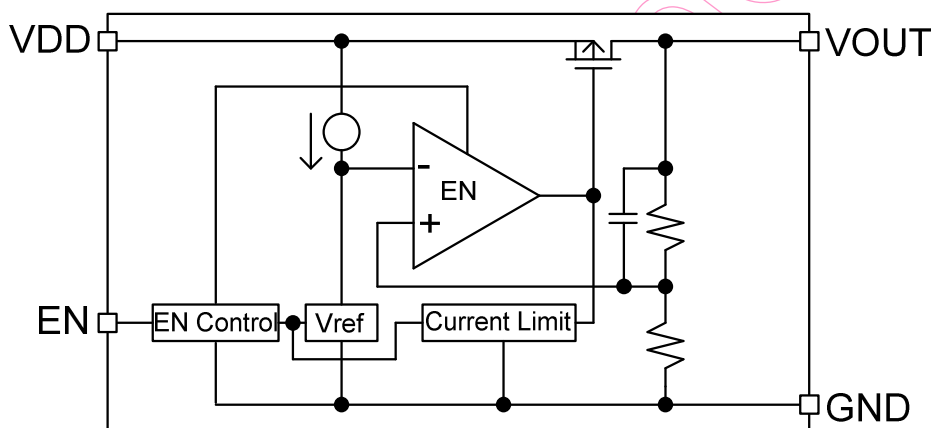 VDD
VOUT
-
EN
+
EN
EN Control
Vref
Current Limit
GND